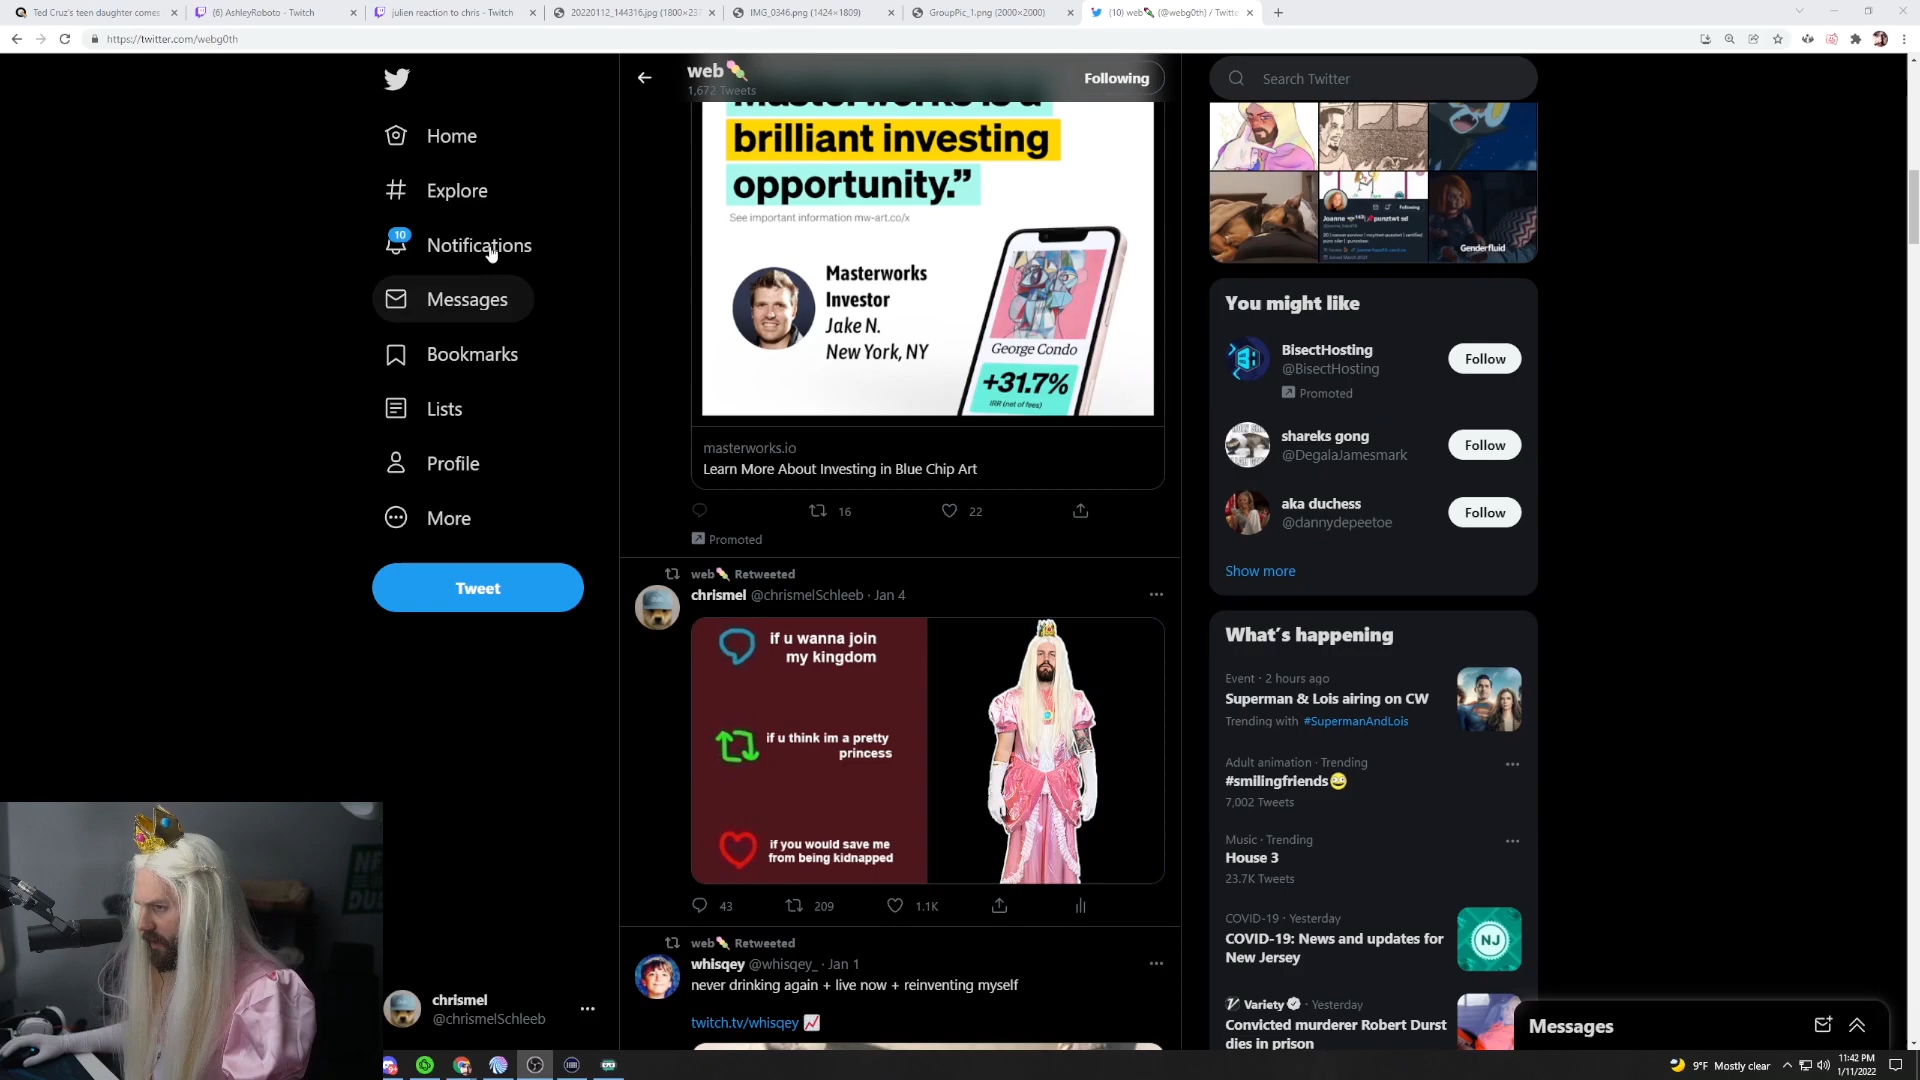 Ted Cruz's teen daughter comes
(6) AshleyRoboto - Twitch
julien reaction to chris - Twitch
20220112_144316.jpg (1800×23
IMG_0346.png (1424×1809)
GroupPic_1.png (2000×2000)
(10) web (@webg0th) / Twitte
https://twitter.com/webg0th
Home
Explore
10
Notifications
Messages
Bookmarks
Lists
Profile
More
Tweet
chrismel
@chrismelSchleeb
web
1,672 Tweets
Following
Masterworks is a
brilliant investing
opportunity.”
See important information mw-art.co/x
Masterworks
Investor
Jake N.
New York, NY
George Condo
+31.7%
IRR (net of fees)
masterworks.io
Learn More About Investing in Blue Chip Art
16
22
Promoted
web Retweeted
chrismel @chrismelSchleeb · Jan 4
if u wanna join
my kingdom
if u think im a pretty
princess
if you would save me
from being kidnapped
43
209
1.1K
web Retweeted
whisqey @whisqey_ · Jan 1
never drinking again + live now + reinventing myself
twitch.tv/whisqey
Search Twitter
Following
Genderfluid
You might like
BisectHosting
@BisectHosting
Follow
Promoted
shareks gong
@DegalaJamesmark
Follow
aka duchess
@dannydepeetoe
Follow
Show more
What's happening
Event · 2 hours ago
Superman & Lois airing on CW
Trending with #SupermanAndLois
Adult animation · Trending
#smilingfriends
7,002 Tweets
Music · Trending
House 3
23.7K Tweets
COVID-19 · Yesterday
COVID-19: News and updates for
New Jersey
NJ
Variety · Yesterday
Convicted murderer Robert Durst
dies in prison
Messages
9°F Mostly clear
11:42 PM
1/11/2022